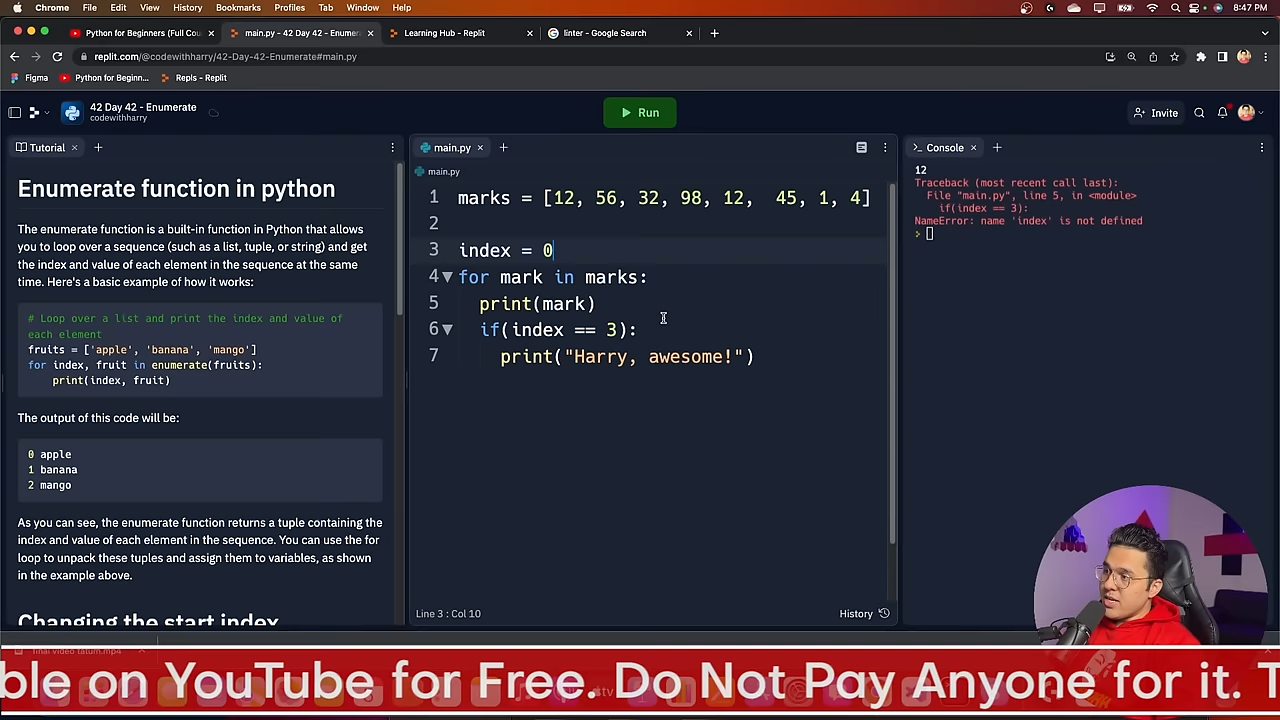 Chrome File Edit View History Bookmarks Profiles Tab Window Help 8:47 PM
Python for Beginners (Full Cou main.py - 42 Day 42 - Enumer Learning Hub - Replit linter - Google Search
replit.com/@codewithharry/42-Day-42-Enumerate#main.py
Figma Python for Beginn... Repls - Replit
42 Day 42 - Enumerate
codewithharry
Run
Invite
Tutorial
Enumerate function in python
The enumerate function is a built-in function in Python that allows
you to loop over a sequence (such as a list, tuple, or string) and get
the index and value of each element in the sequence at the same
time. Here's a basic example of how it works:
# Loop over a list and print the index and value of
each element
fruits = ['apple', 'banana', 'mango']
for index, fruit in enumerate(fruits):
print(index, fruit)
The output of this code will be:
0 apple
1 banana
2 mango
As you can see, the enumerate function returns a tuple containing the
index and value of each element in the sequence. You can use the for
loop to unpack these tuples and assign them to variables, as shown
in the example above.
Changing the start index
main.py
main.py
1 marks = [12, 56, 32, 98, 12,  45, 1, 4]
2
3 index = 0
4 for mark in marks:
5 print(mark)
6 if(index == 3):
7 print("Harry, awesome!")
Line 3 : Col 10
History
Console
12
Traceback (most recent call last):
File "main.py", line 5, in <module>
if(index == 3):
NameError: name 'index' is not defined
final video tatum.mp4
ble on YouTube for Free. Do Not Pay Anyone for it. T